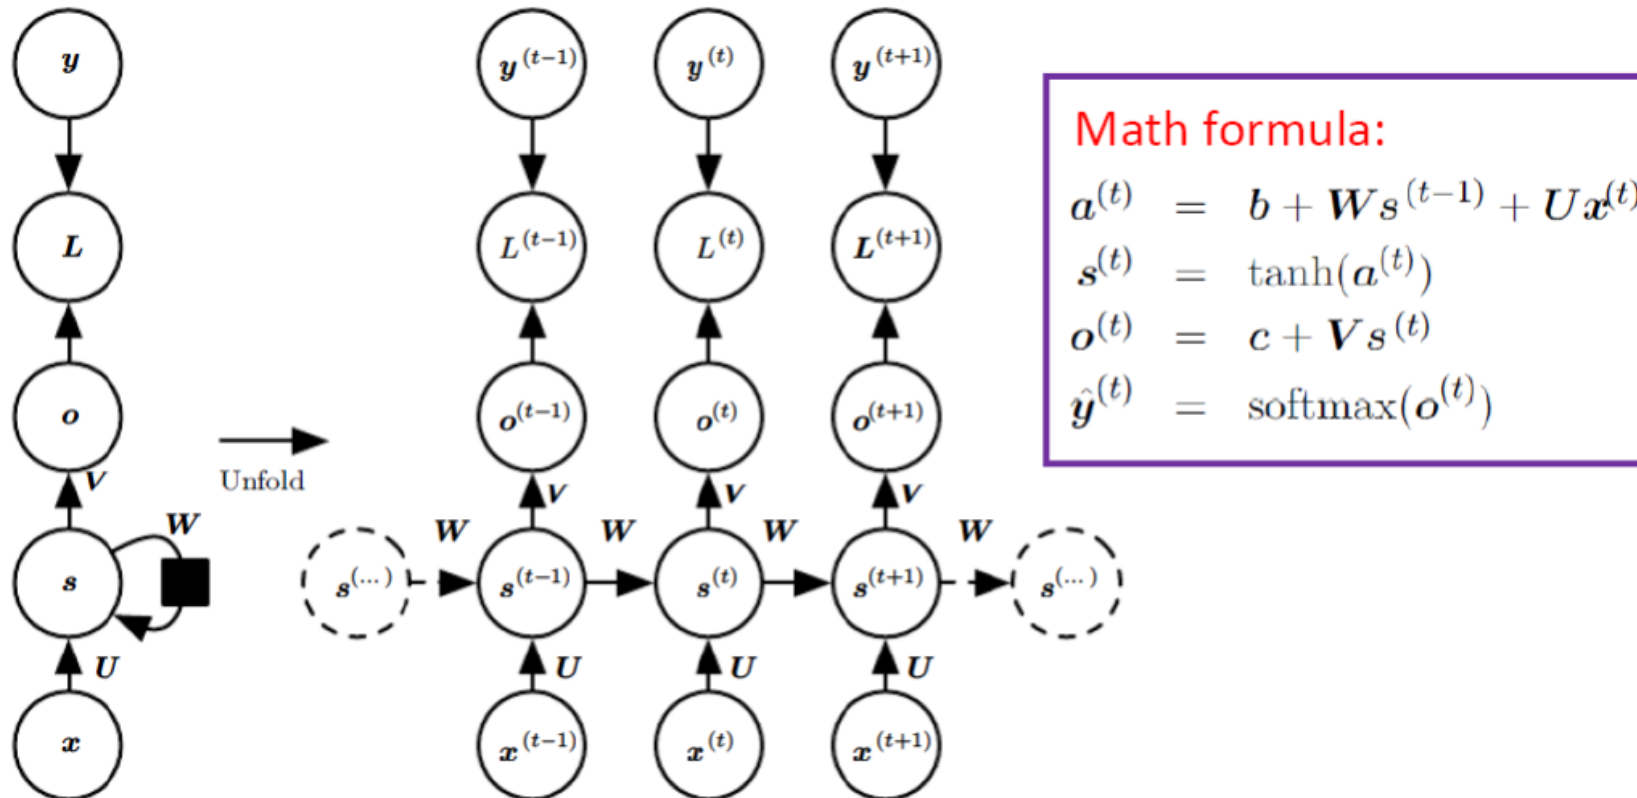 y y^(t−1) y^(t) y^(t+1)
Math formula:
a^(t) = b + Ws^(t−1) + Ux^(t)
L L^(t−1) L^(t) L^(t+1)
s^(t) = tanh(a^(t))
o^(t) = c + Vs^(t)
ŷ^(t) = softmax(o^(t))
o o^(t−1) o^(t) o^(t+1)
Unfold
V V V V
W W W W W
s s^(...) s^(t−1) s^(t) s^(t+1) s^(...)
U U U U
x x^(t−1) x^(t) x^(t+1)